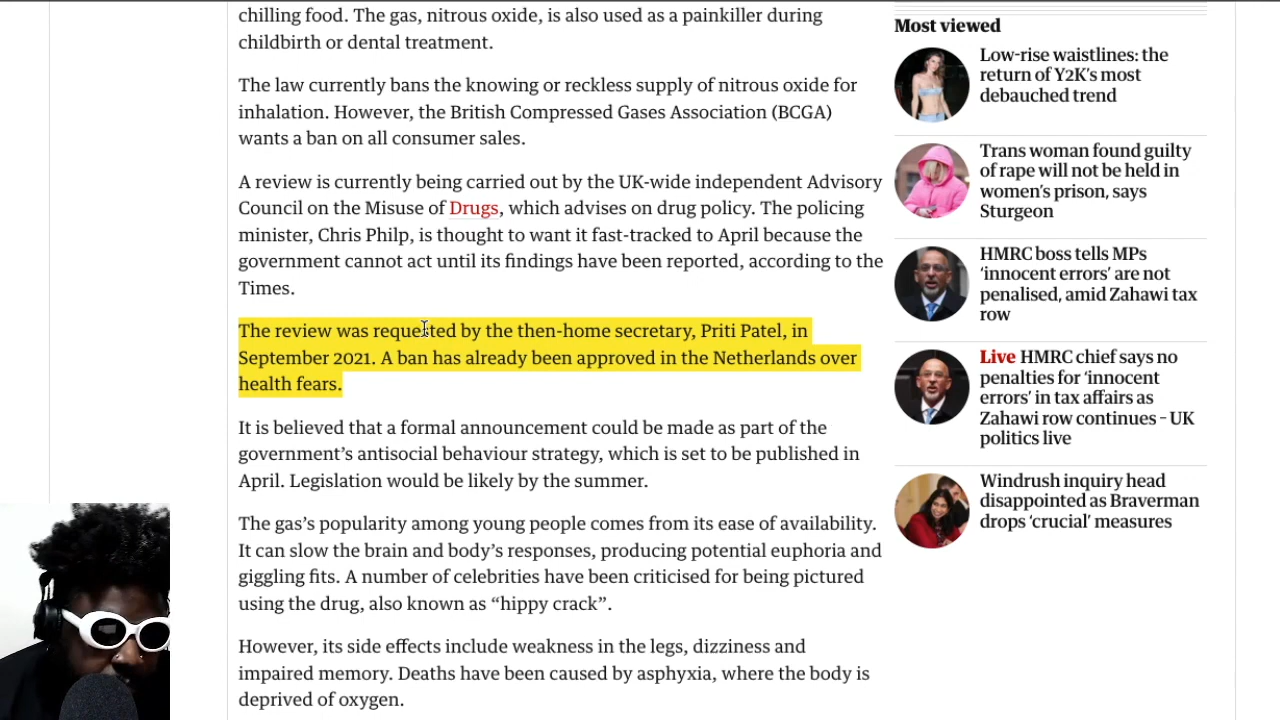 chilling food. The gas, nitrous oxide, is also used as a painkiller during
childbirth or dental treatment.
The law currently bans the knowing or reckless supply of nitrous oxide for
inhalation. However, the British Compressed Gases Association (BCGA)
wants a ban on all consumer sales.
A review is currently being carried out by the UK-wide independent Advisory
Council on the Misuse of Drugs, which advises on drug policy. The policing
minister, Chris Philp, is thought to want it fast-tracked to April because the
government cannot act until its findings have been reported, according to the
Times.
The review was requested by the then-home secretary, Priti Patel, in
September 2021. A ban has already been approved in the Netherlands over
health fears.
It is believed that a formal announcement could be made as part of the
government’s antisocial behaviour strategy, which is set to be published in
April. Legislation would be likely by the summer.
The gas’s popularity among young people comes from its ease of availability.
It can slow the brain and body’s responses, producing potential euphoria and
giggling fits. A number of celebrities have been criticised for being pictured
using the drug, also known as “hippy crack”.
However, its side effects include weakness in the legs, dizziness and
impaired memory. Deaths have been caused by asphyxia, where the body is
deprived of oxygen.
Most viewed
Low-rise waistlines: the
return of Y2K’s most
debauched trend
Trans woman found guilty
of rape will not be held in
women’s prison, says
Sturgeon
HMRC boss tells MPs
‘innocent errors’ are not
penalised, amid Zahawi tax
row
Live HMRC chief says no
penalties for ‘innocent
errors’ in tax affairs as
Zahawi row continues – UK
politics live
Windrush inquiry head
disappointed as Braverman
drops ‘crucial’ measures